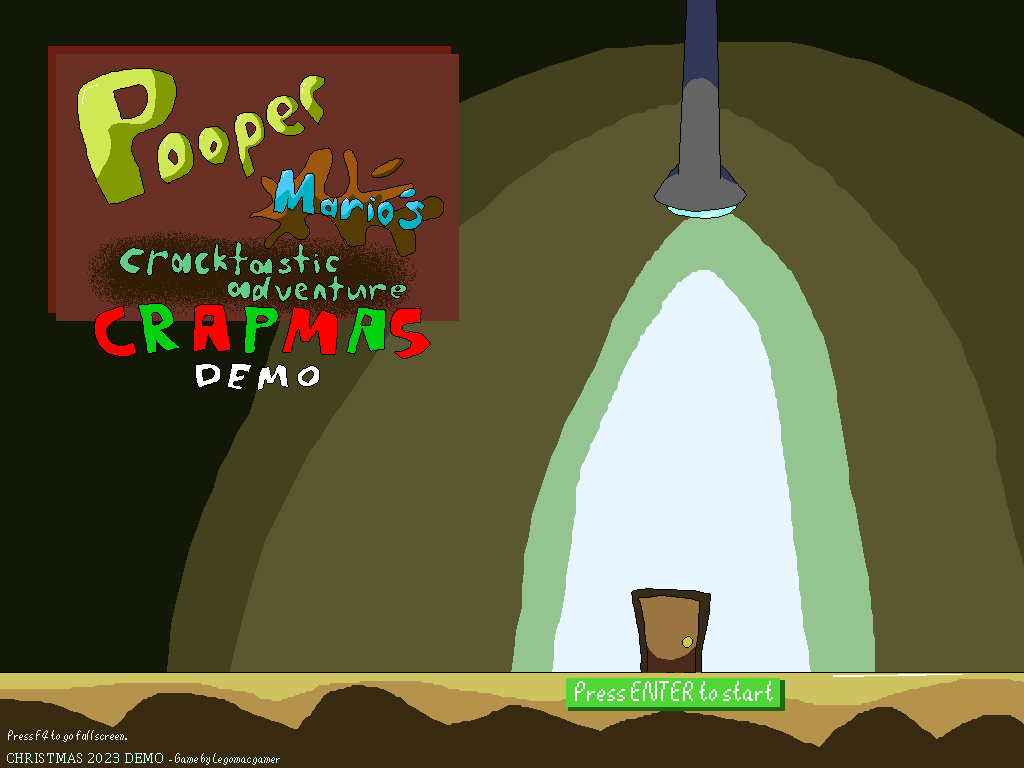 Pooper
Mario's
cracktastic
adventure
CRAPMAS
DEMO
Press ENTER to start
Press F4 to go fullscreen.
CHRISTMAS 2023 DEMO - Game by Legomacgamer